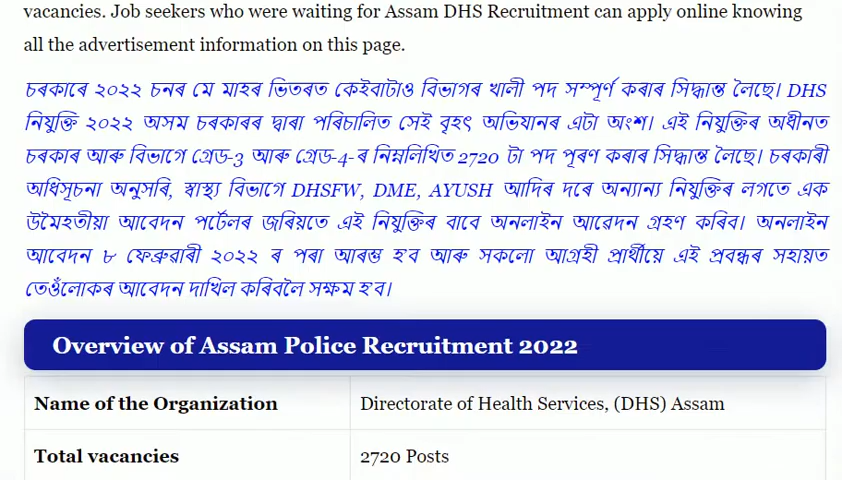 vacancies. Job seekers who were waiting for Assam DHS Recruitment can apply online knowing
all the advertisement information on this page.
চৰকাৰে ২০২২ চনৰ মে মাহৰ ভিতৰত কেইবাটাও বিভাগৰ খালী পদ সম্পূৰ্ণ কৰাৰ সিদ্ধান্ত লৈছে। DHS
নিযুক্তি ২০২২ অসম চৰকাৰৰ দ্বাৰা পৰিচালিত সেই বৃহৎ অভিযানৰ এটা অংশ। এই নিযুক্তিৰ অধীনত
চৰকাৰ আৰু বিভাগে গ্ৰেড-3 আৰু গ্ৰেড-4-ৰ নিম্নলিখিত 2720 টা পদ পূৰণ কৰাৰ সিদ্ধান্ত লৈছে। চৰকাৰী
অধিসূচনা অনুসৰি, স্বাস্থ্য বিভাগে DHSFW, DME, AYUSH আদিৰ দৰে অন্যান্য নিযুক্তিৰ লগতে এক
উমৈহতীয়া আবেদন পৰ্টেলৰ জৰিয়তে এই নিযুক্তিৰ বাবে অনলাইন আৱেদন গ্ৰহণ কৰিব। অনলাইন
আবেদন ৮ ফেব্ৰুৱাৰী ২০২২ ৰ পৰা আৰম্ভ হ'ব আৰু সকলো আগ্ৰহী প্ৰাৰ্থীয়ে এই প্ৰবন্ধৰ সহায়ত
তেওঁলোকৰ আবেদন দাখিল কৰিবলৈ সক্ষম হ'ব।
Overview of Assam Police Recruitment 2022
Name of the Organization Directorate of Health Services, (DHS) Assam
Total vacancies 2720 Posts